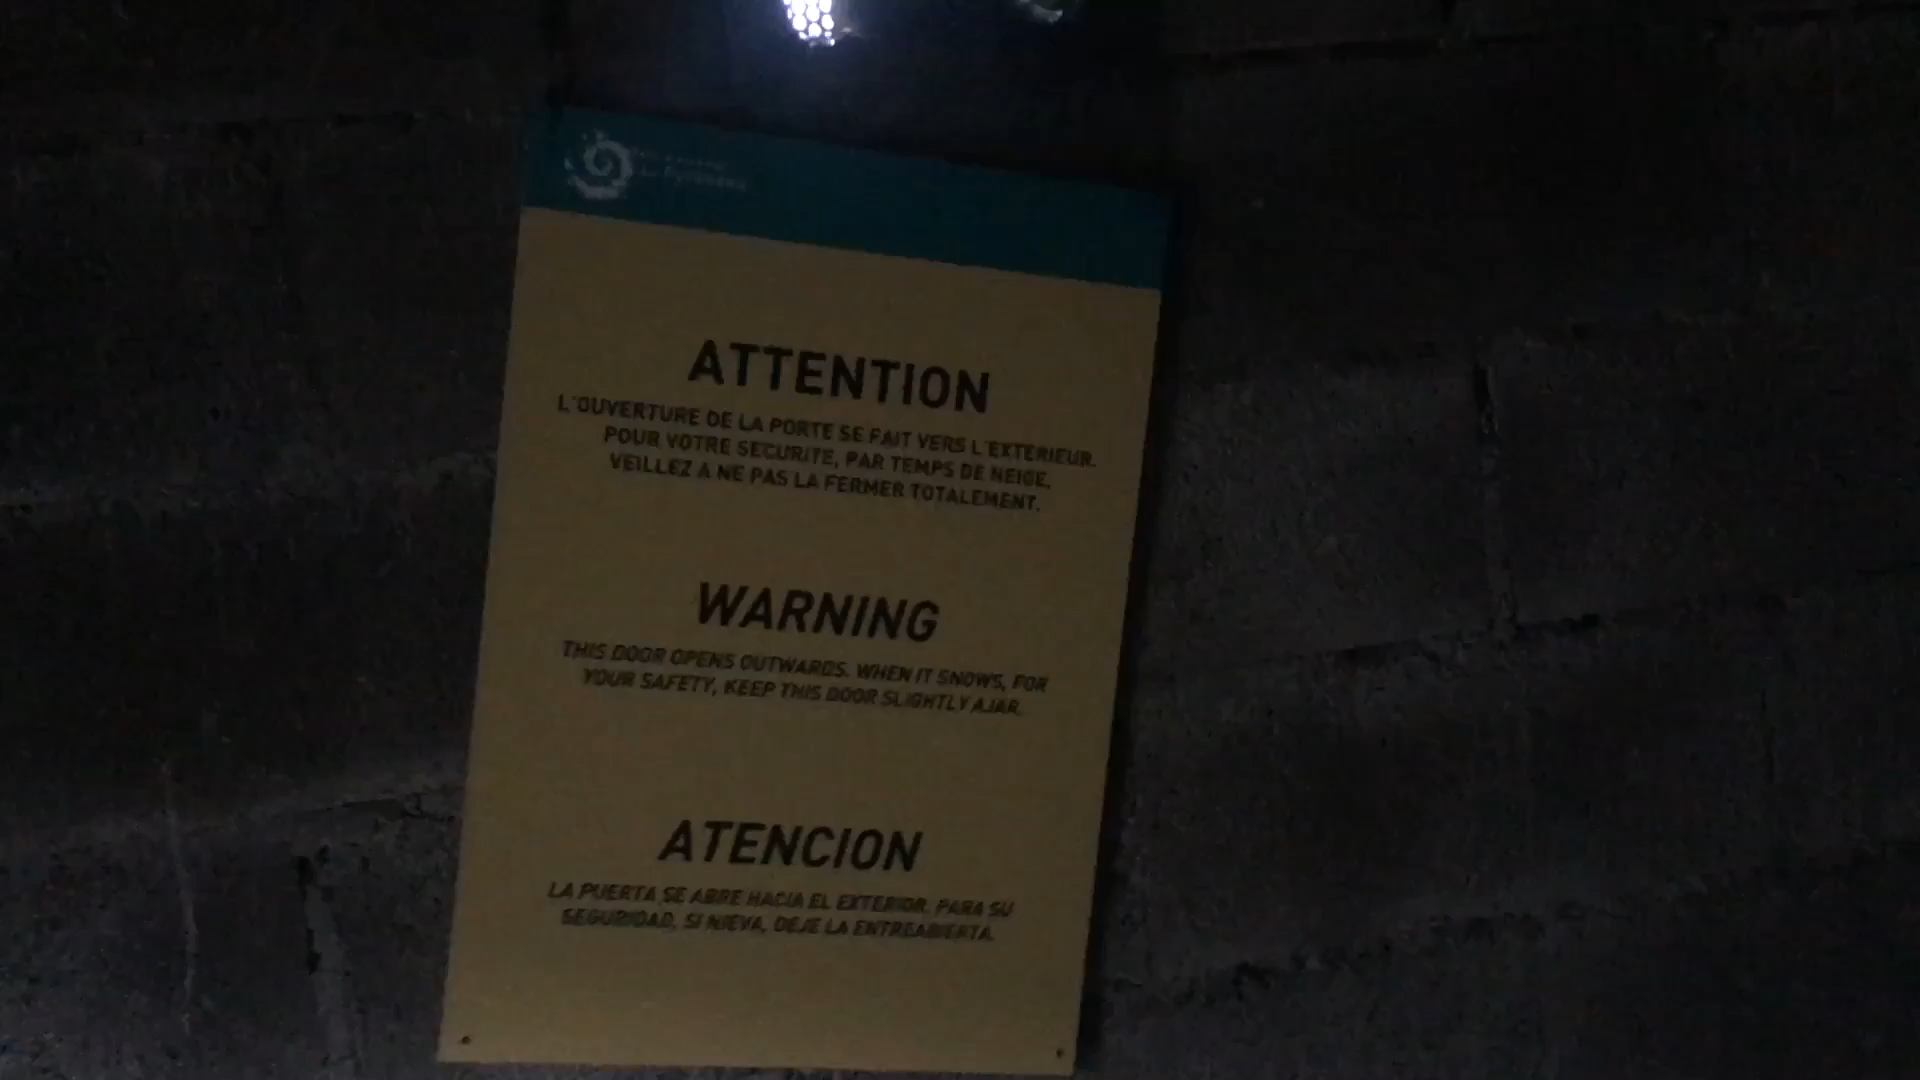 ATTENTION
L'OUVERTURE DE LA PORTE SE FAIT VERS L'EXTERIEUR.
POUR VOTRE SECURITE, PAR TEMPS DE NEIGE,
VEILLEZ A NE PAS LA FERMER TOTALEMENT.
WARNING
THIS DOOR OPENS OUTWARDS. WHEN IT SNOWS, FOR
YOUR SAFETY, KEEP THIS DOOR SLIGHTLY AJAR.
ATENCION
LA PUERTA SE ABRE HACIA EL EXTERIOR. PARA SU
SEGURIDAD, SI NIEVA, DEJE LA ENTREABIERTA.